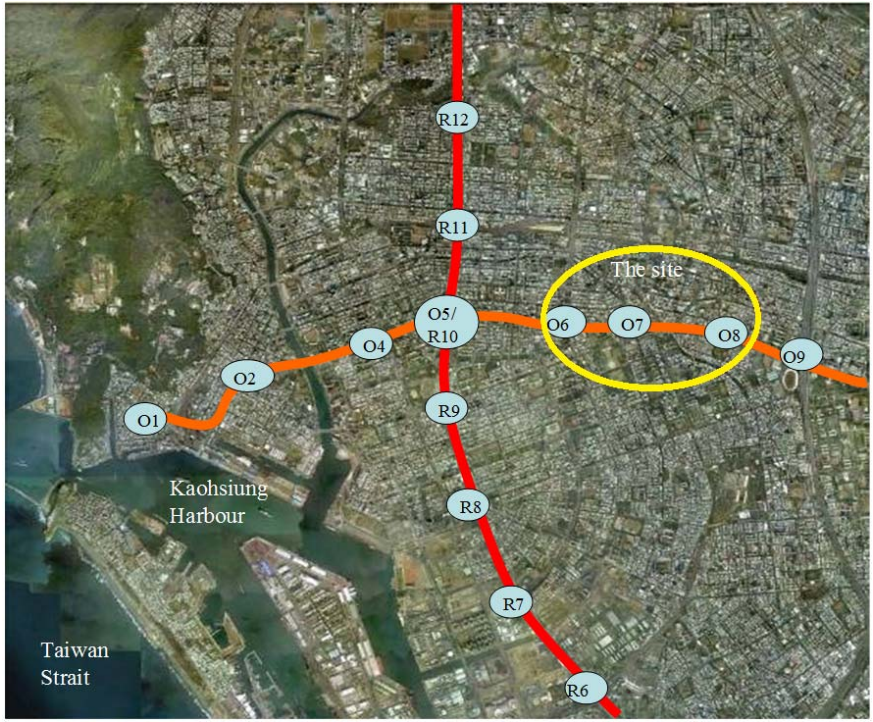 R12
R11
The site
O5/
R10
O6
O7
O8
O4
O9
O2
R9
O1
Kaohsiung
Harbour
R8
R7
Taiwan
Strait
R6